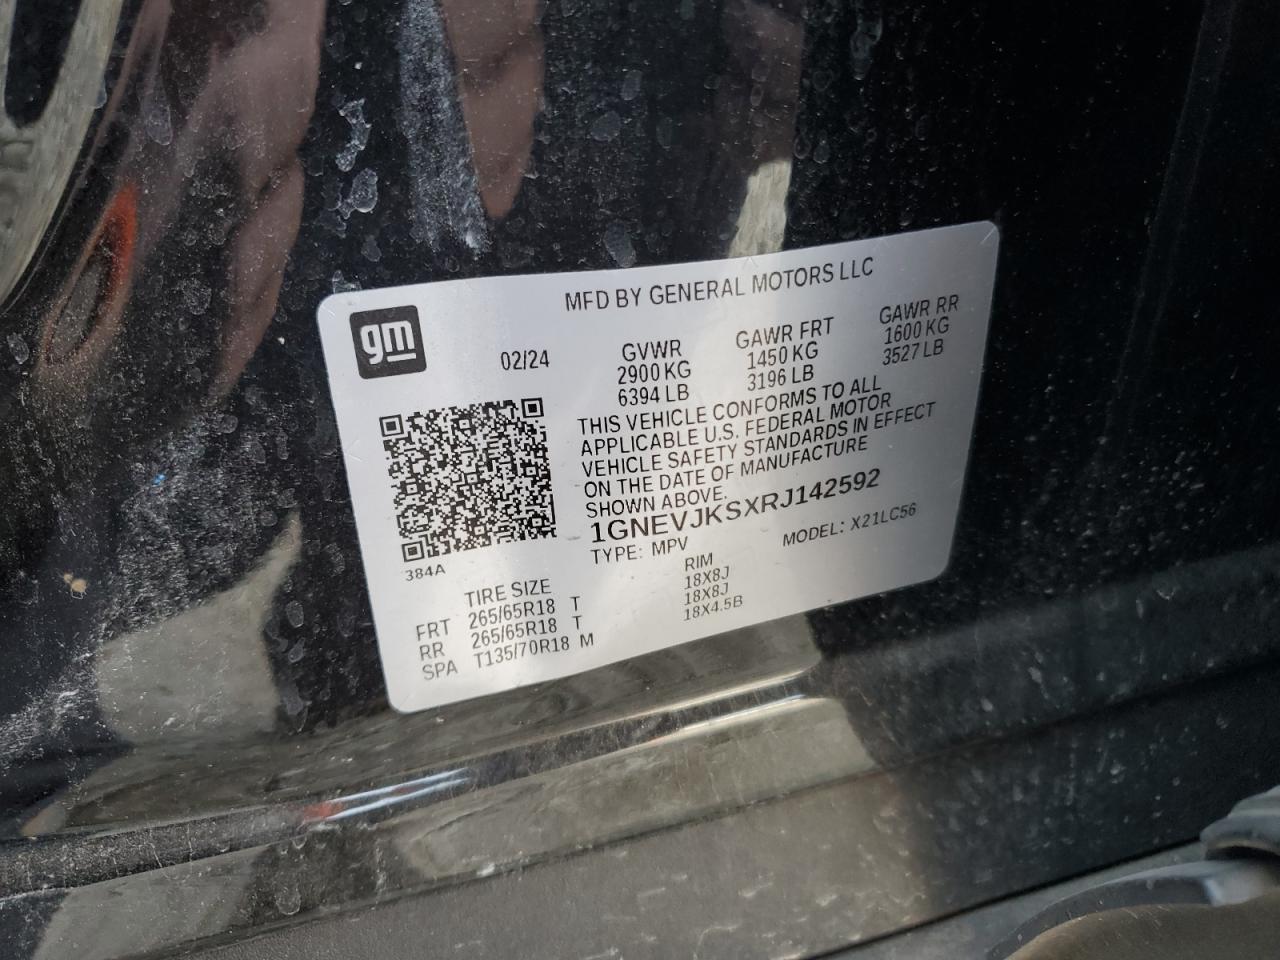 MFD BY GENERAL MOTORS LLC
gm
02/24
GVWR
2900 KG
6394 LB
GAWR FRT
1450 KG
3196 LB
GAWR RR
1600 KG
3527 LB
THIS VEHICLE CONFORMS TO ALL
APPLICABLE U.S. FEDERAL MOTOR
VEHICLE SAFETY STANDARDS IN EFFECT
ON THE DATE OF MANUFACTURE
SHOWN ABOVE.
1GNEVJKSXRJ142592
TYPE: MPV
MODEL: X21LC56
384A
TIRE SIZE
RIM
FRT 265/65R18 T 18X8J
RR 265/65R18 T 18X8J
SPA T135/70R18 M 18X4.5B